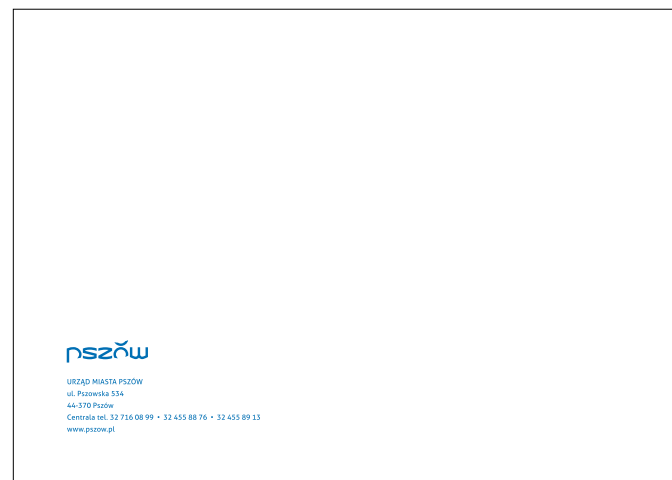 pszów
URZĄD MIASTA PSZÓW
ul. Pszowska 534
44-370 Pszów
Centrala tel. 32 716 08 99 • 32 455 88 76 • 32 455 89 13
www.pszow.pl